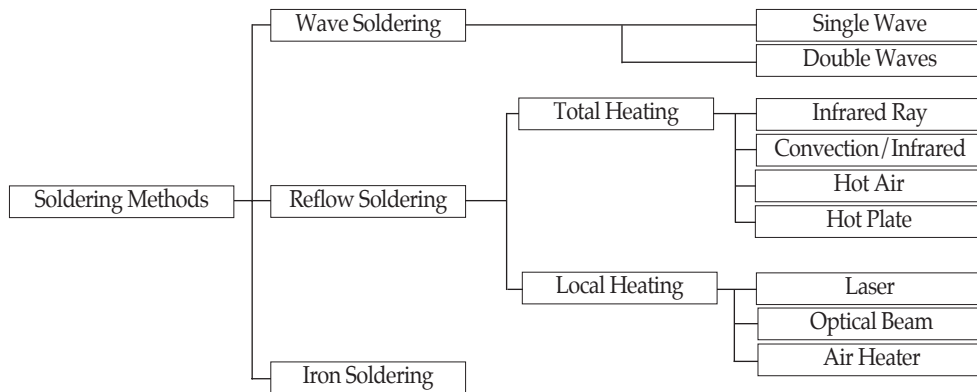 Soldering Methods
Wave Soldering
Single Wave
Double Waves
Reflow Soldering
Total Heating
Infrared Ray
Convection/Infrared
Hot Air
Hot Plate
Local Heating
Laser
Optical Beam
Air Heater
Iron Soldering